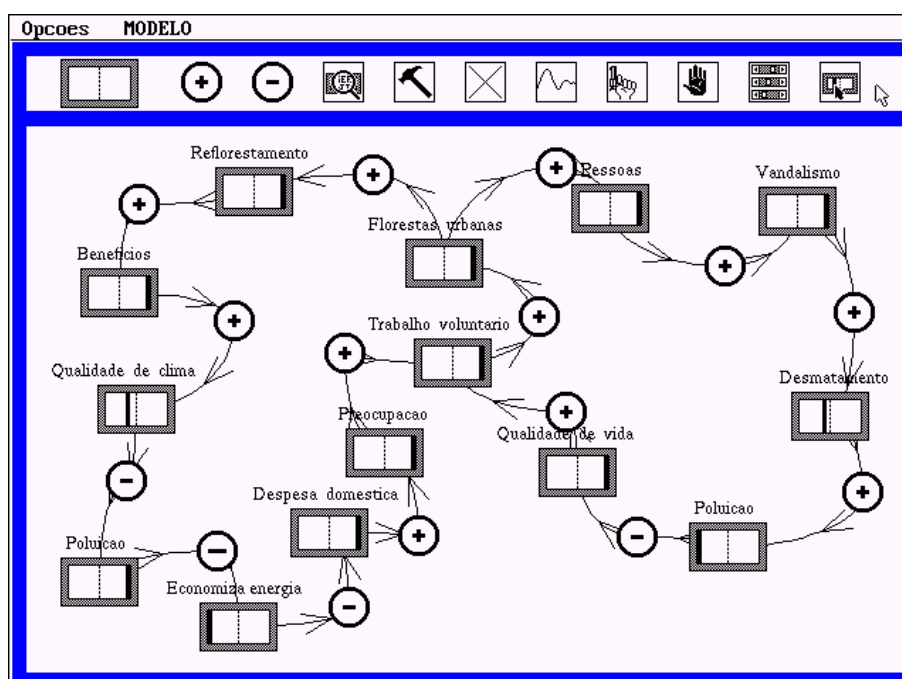 Opcoes MODELO
Reflorestamento
Pessoas
Vandalismo
Florestas urbanas
Beneficios
Trabalho voluntario
Qualidade de clima
Desmatamento
Preocupacao
Qualidade de vida
Despesa domestica
Poluicao
Poluicao
Economiza energia